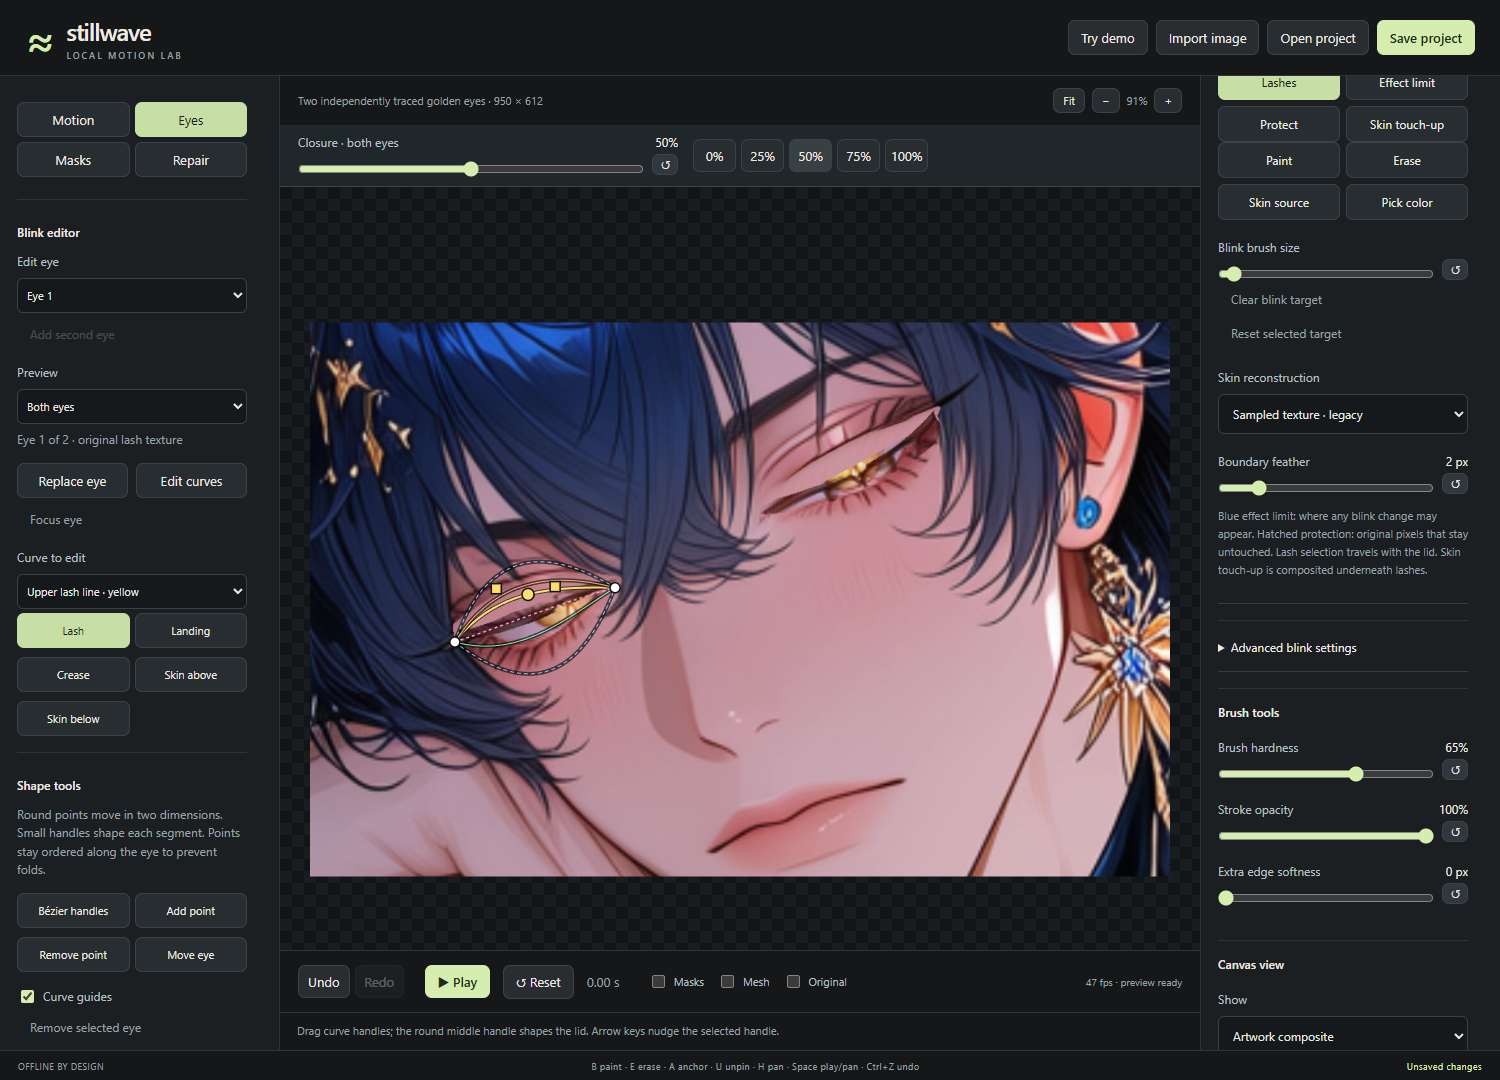 stillwave
LOCAL MOTION LAB
Try demo
Import image
Open project
Save project
Motion
Eyes
Masks
Repair
Blink editor
Edit eye
Eye 1
Add second eye
Preview
Both eyes
Eye 1 of 2 · original lash texture
Replace eye
Edit curves
Focus eye
Curve to edit
Upper lash line · yellow
Lash
Landing
Crease
Skin above
Skin below
Shape tools
Round points move in two dimensions.
Small handles shape each segment. Points
stay ordered along the eye to prevent
folds.
Bézier handles
Add point
Remove point
Move eye
Curve guides
Remove selected eye
Two independently traced golden eyes · 950 × 612
Fit
−
91%
+
Closure · both eyes
50%
↺
0%
25%
50%
75%
100%
Undo
Redo
▶ Play
↺ Reset
0.00 s
Masks
Mesh
Original
47 fps · preview ready
Drag curve handles; the round middle handle shapes the lid. Arrow keys nudge the selected handle.
Lashes
Effect limit
Protect
Skin touch-up
Paint
Erase
Skin source
Pick color
Blink brush size
↺
Clear blink target
Reset selected target
Skin reconstruction
Sampled texture · legacy
Boundary feather
2 px
↺
Blue effect limit: where any blink change may
appear. Hatched protection: original pixels that stay
untouched. Lash selection travels with the lid. Skin
touch-up is composited underneath lashes.
▶ Advanced blink settings
Brush tools
Brush hardness
65%
↺
Stroke opacity
100%
↺
Extra edge softness
0 px
↺
Canvas view
Show
Artwork composite
OFFLINE BY DESIGN
B paint · E erase · A anchor · U unpin · H pan · Space play/pan · Ctrl+Z undo
Unsaved changes